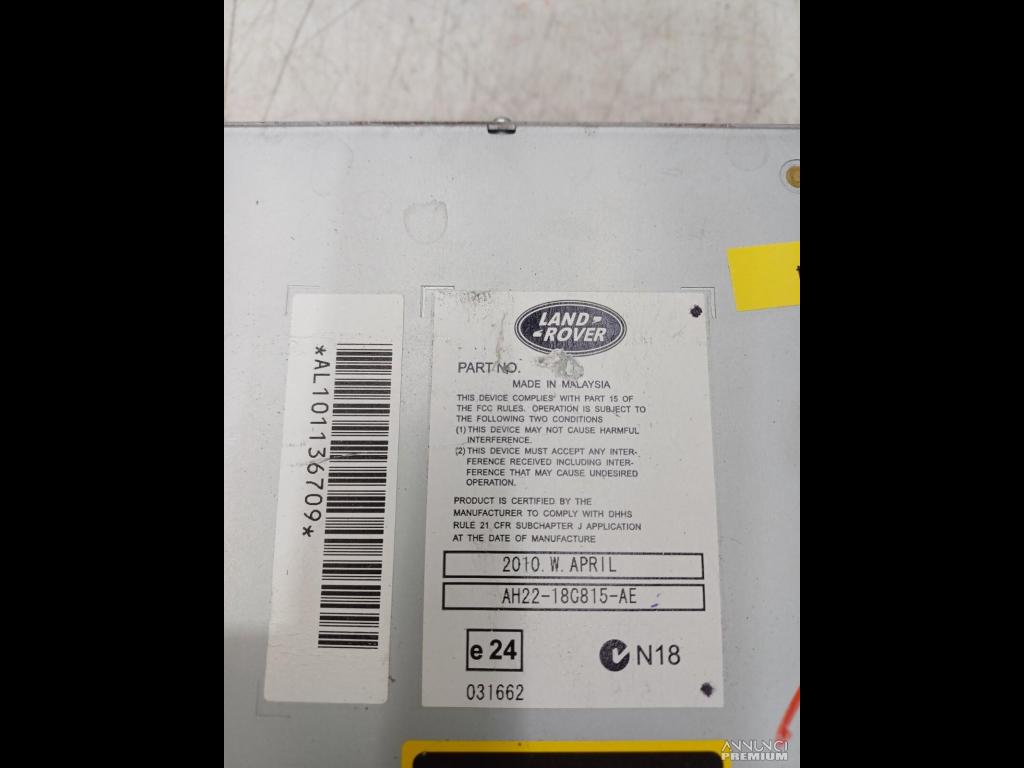 *AL101136709*
LAND-
-ROVER
PART NO.
MADE IN MALAYSIA
THIS DEVICE COMPLIES WITH PART 15 OF
THE FCC RULES. OPERATION IS SUBJECT TO
THE FOLLOWING TWO CONDITIONS
(1) THIS DEVICE MAY NOT CAUSE HARMFUL
INTERFERENCE.
(2) THIS DEVICE MUST ACCEPT ANY INTER-
FERENCE RECEIVED INCLUDING INTER-
FERENCE THAT MAY CAUSE UNDESIRED
OPERATION.
PRODUCT IS CERTIFIED BY THE
MANUFACTURER TO COMPLY WITH DHHS
RULE 21 CFR SUBCHAPTER J APPLICATION
AT THE DATE OF MANUFACTURE
2010. W. APRIL
AH22-18C815-AE
e 24
N18
031662
ANNUNCI
PREMIUM